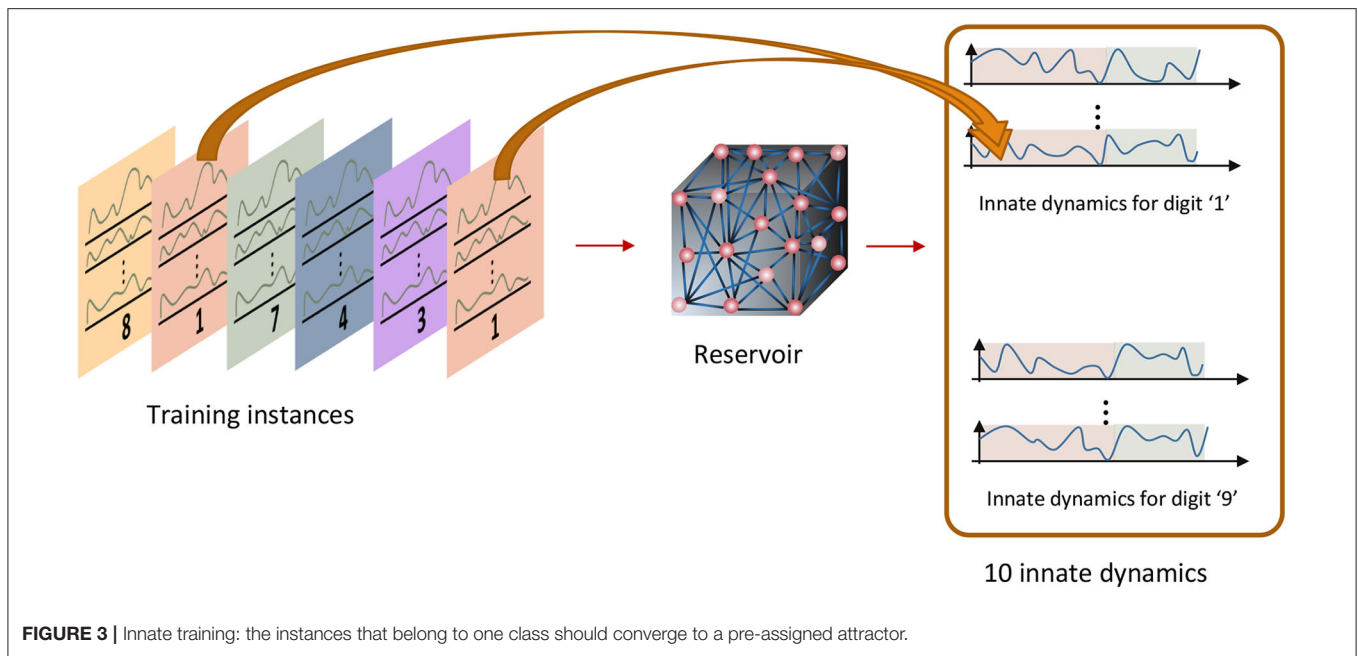 8
1
7
4
3
1
Training instances
Reservoir
Innate dynamics for digit ‘1’
Innate dynamics for digit ‘9’
10 innate dynamics
FIGURE 3 | Innate training: the instances that belong to one class should converge to a pre-assigned attractor.